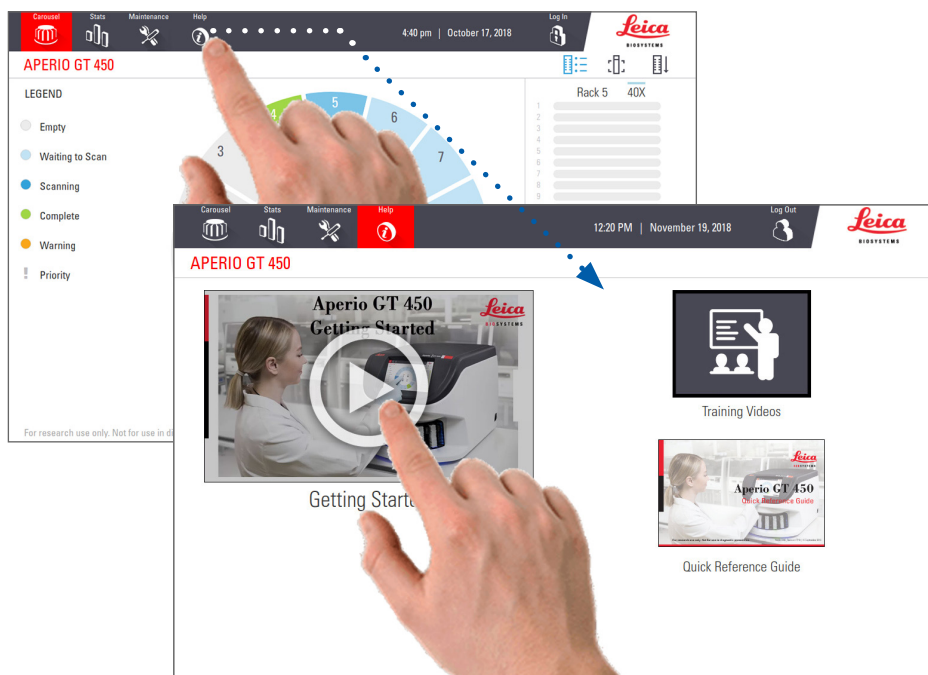 Carousel
Stats
Maintenance
Help
4:40 pm | October 17, 2018
Log In
Leica
BIOSYSTEMS
APERIO GT 450
LEGEND
Empty
Waiting to Scan
Scanning
Complete
Warning
Priority
3
4
5
6
7
Rack 5 40X
1
2
3
4
5
6
7
8
9
For research use only. Not for use in di
Carousel
Stats
Maintenance
Help
12:20 PM | November 19, 2018
Log Out
Leica
BIOSYSTEMS
APERIO GT 450
Aperio GT 450
Getting Started
Leica
BIOSYSTEMS
Getting Starte
Training Videos
Leica
BIOSYSTEMS
Aperio GT 450
Quick Reference Guide
Quick Reference Guide